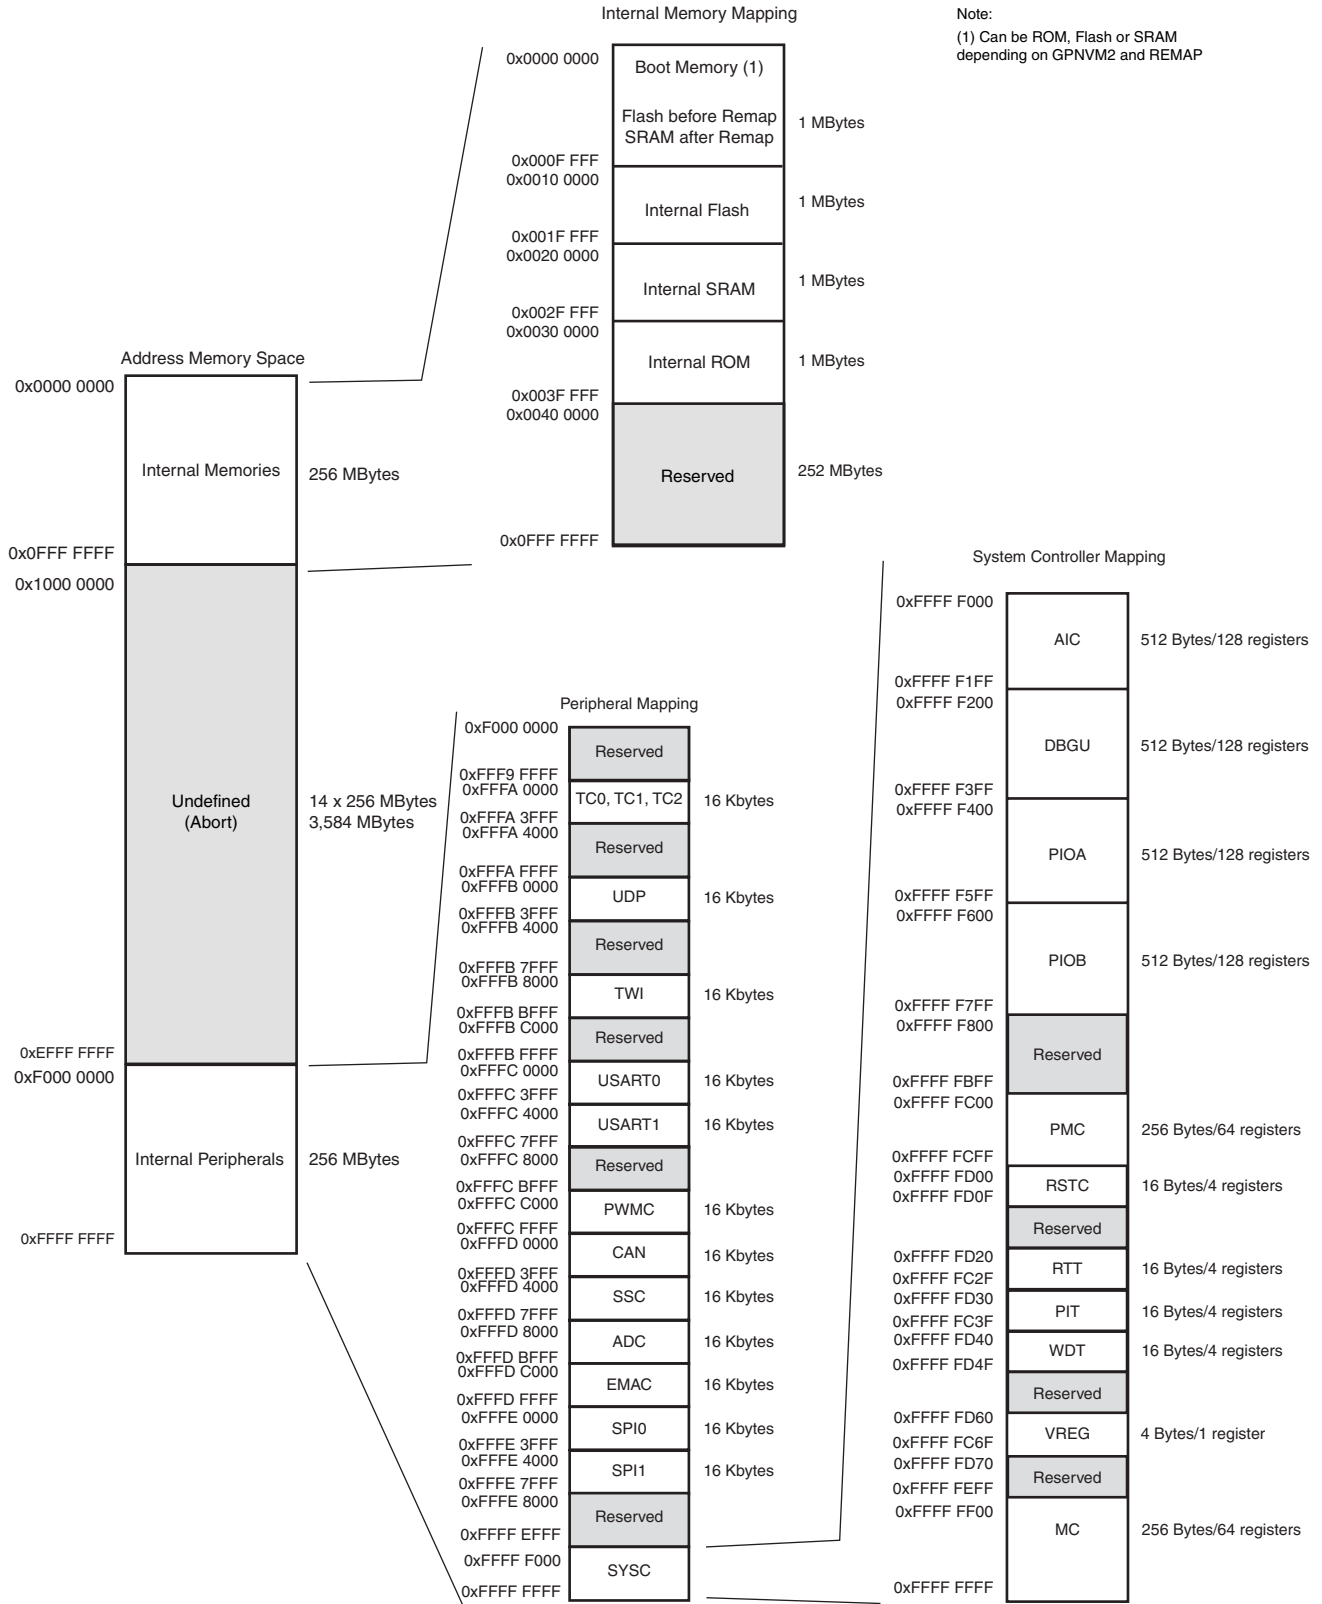 Internal Memory Mapping
Note:
(1) Can be ROM, Flash or SRAM
depending on GPNVM2 and REMAP
0x0000 0000
Boot Memory (1)
Flash before Remap
SRAM after Remap
1 MBytes
0x000F FFF
0x0010 0000
Internal Flash
1 MBytes
0x001F FFF
0x0020 0000
Internal SRAM
1 MBytes
0x002F FFF
0x0030 0000
Internal ROM
1 MBytes
0x003F FFF
0x0040 0000
Reserved
252 MBytes
0x0FFF FFFF
Address Memory Space
0x0000 0000
Internal Memories
256 MBytes
0x0FFF FFFF
0x1000 0000
Undefined
(Abort)
14 x 256 MBytes
3,584 MBytes
0xEFFF FFFF
0xF000 0000
Internal Peripherals
256 MBytes
0xFFFF FFFF
Peripheral Mapping
0xF000 0000
Reserved
0xFFF9 FFFF
0xFFFA 0000
TC0, TC1, TC2
16 Kbytes
0xFFFA 3FFF
0xFFFA 4000
Reserved
0xFFFA FFFF
0xFFFB 0000
UDP
16 Kbytes
0xFFFB 3FFF
0xFFFB 4000
Reserved
0xFFFB 7FFF
0xFFFB 8000
TWI
16 Kbytes
0xFFFB BFFF
0xFFFB C000
Reserved
0xFFFB FFFF
0xFFFC 0000
USART0
16 Kbytes
0xFFFC 3FFF
0xFFFC 4000
USART1
16 Kbytes
0xFFFC 7FFF
0xFFFC 8000
Reserved
0xFFFC BFFF
0xFFFC C000
PWMC
16 Kbytes
0xFFFC FFFF
0xFFFD 0000
CAN
16 Kbytes
0xFFFD 3FFF
0xFFFD 4000
SSC
16 Kbytes
0xFFFD 7FFF
0xFFFD 8000
ADC
16 Kbytes
0xFFFD BFFF
0xFFFD C000
EMAC
16 Kbytes
0xFFFD FFFF
0xFFFE 0000
SPI0
16 Kbytes
0xFFFE 3FFF
0xFFFE 4000
SPI1
16 Kbytes
0xFFFE 7FFF
0xFFFE 8000
Reserved
0xFFFF EFFF
0xFFFF F000
SYSC
0xFFFF FFFF
System Controller Mapping
0xFFFF F000
AIC
512 Bytes/128 registers
0xFFFF F1FF
0xFFFF F200
DBGU
512 Bytes/128 registers
0xFFFF F3FF
0xFFFF F400
PIOA
512 Bytes/128 registers
0xFFFF F5FF
0xFFFF F600
PIOB
512 Bytes/128 registers
0xFFFF F7FF
0xFFFF F800
Reserved
0xFFFF FBFF
0xFFFF FC00
PMC
256 Bytes/64 registers
0xFFFF FCFF
0xFFFF FD00
RSTC
16 Bytes/4 registers
0xFFFF FD0F
Reserved
0xFFFF FD20
RTT
16 Bytes/4 registers
0xFFFF FC2F
0xFFFF FD30
PIT
16 Bytes/4 registers
0xFFFF FC3F
0xFFFF FD40
WDT
16 Bytes/4 registers
0xFFFF FD4F
Reserved
0xFFFF FD60
VREG
4 Bytes/1 register
0xFFFF FC6F
0xFFFF FD70
Reserved
0xFFFF FEFF
0xFFFF FF00
MC
256 Bytes/64 registers
0xFFFF FFFF